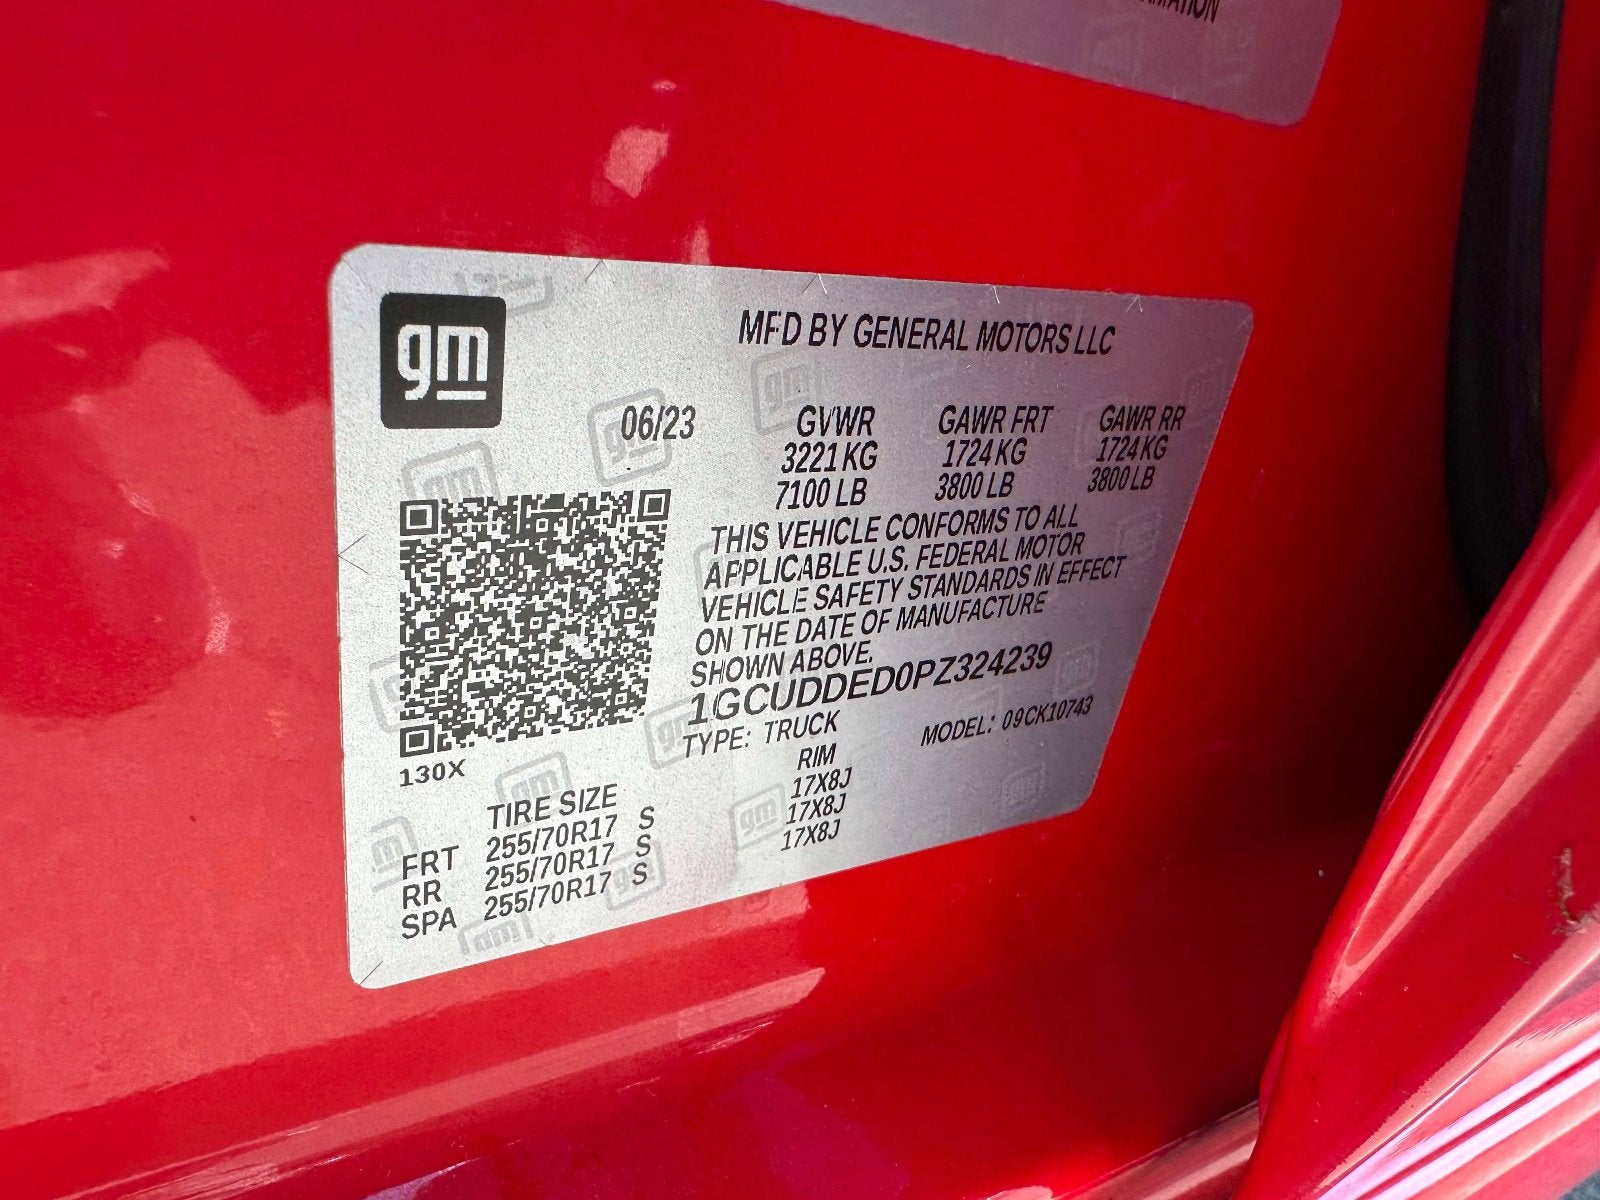 gm
MFD BY GENERAL MOTORS LLC
06/23 GVWR GAWR FRT GAWR RR
3221 KG 1724 KG 1724 KG
7100 LB 3800 LB 3800 LB
THIS VEHICLE CONFORMS TO ALL
APPLICABLE U.S. FEDERAL MOTOR
VEHICLE SAFETY STANDARDS IN EFFECT
ON THE DATE OF MANUFACTURE
SHOWN ABOVE.
1GCUDDED0PZ324239
TYPE: TRUCK MODEL: 09CK10743
130X
TIRE SIZE RIM
FRT 255/70R17 S 17X8J
RR 255/70R17 S 17X8J
SPA 255/70R17 S 17X8J